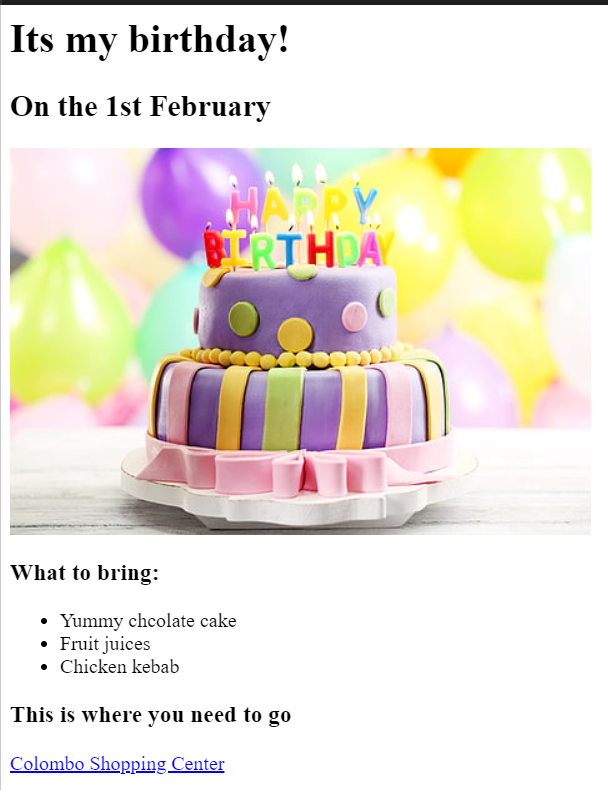 Its my birthday!
On the 1st February
HAPPY
BIRTHDAY
What to bring:
Yummy chcolate cake
Fruit juices
Chicken kebab
This is where you need to go
Colombo Shopping Center